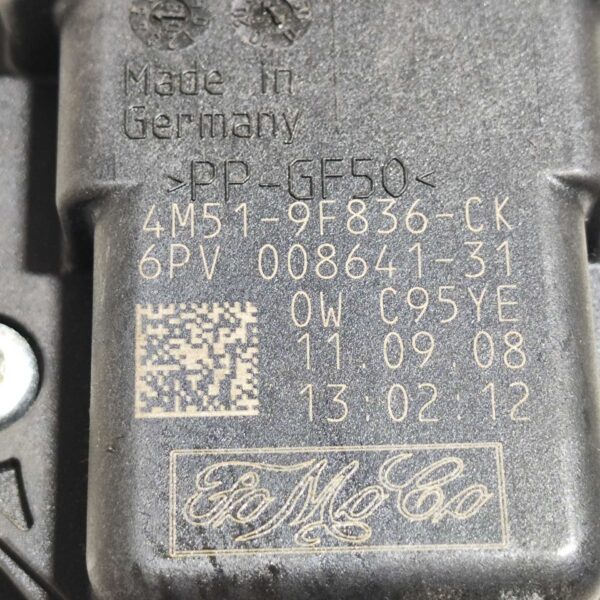 Made in
Germany
>PP-GF50<
4M51-9F836-CK
6PV 008641-31
0W C95YE
11.09.08
13:02:12
FoMoCo